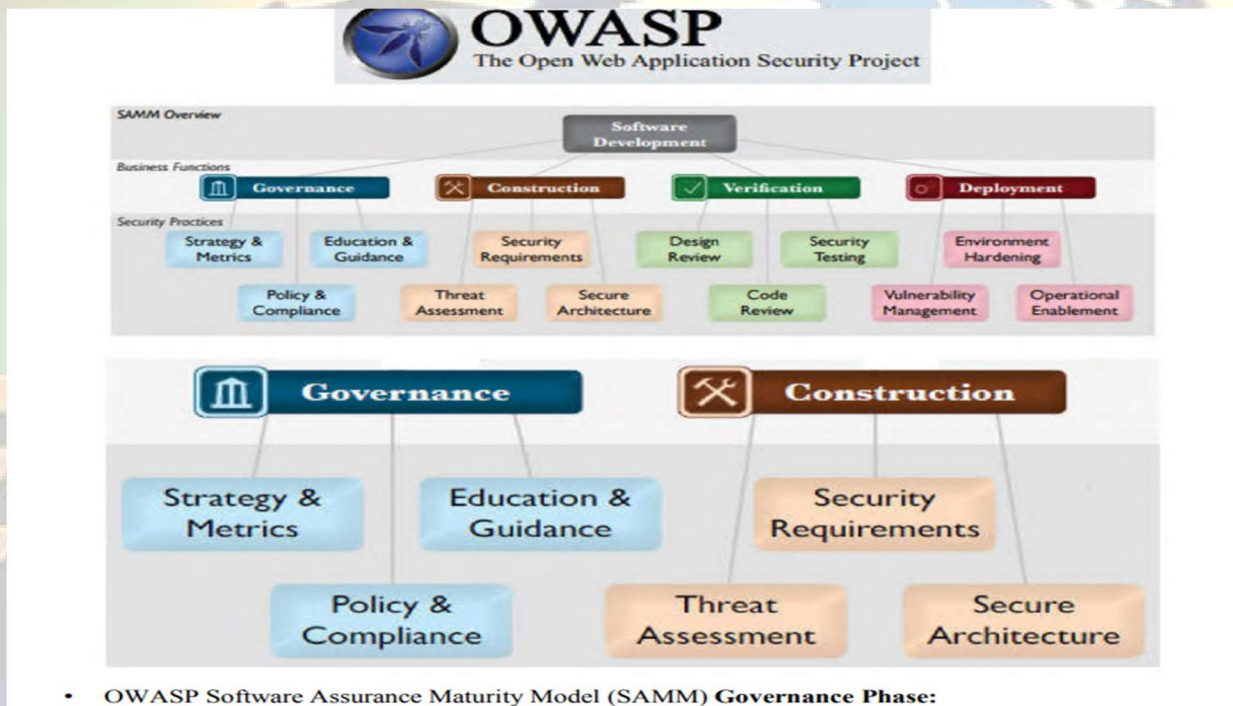 OWASP
The Open Web Application Security Project
SAMM Overview
Software
Development
Business Functions
Governance
Construction
Verification
Deployment
Security Practices
Strategy &
Metrics
Education &
Guidance
Security
Requirements
Design
Review
Security
Testing
Environment
Hardening
Policy &
Compliance
Threat
Assessment
Secure
Architecture
Code
Review
Vulnerability
Management
Operational
Enablement
Governance
Construction
Strategy &
Metrics
Education &
Guidance
Security
Requirements
Policy &
Compliance
Threat
Assessment
Secure
Architecture
• OWASP Software Assurance Maturity Model (SAMM) Governance Phase: